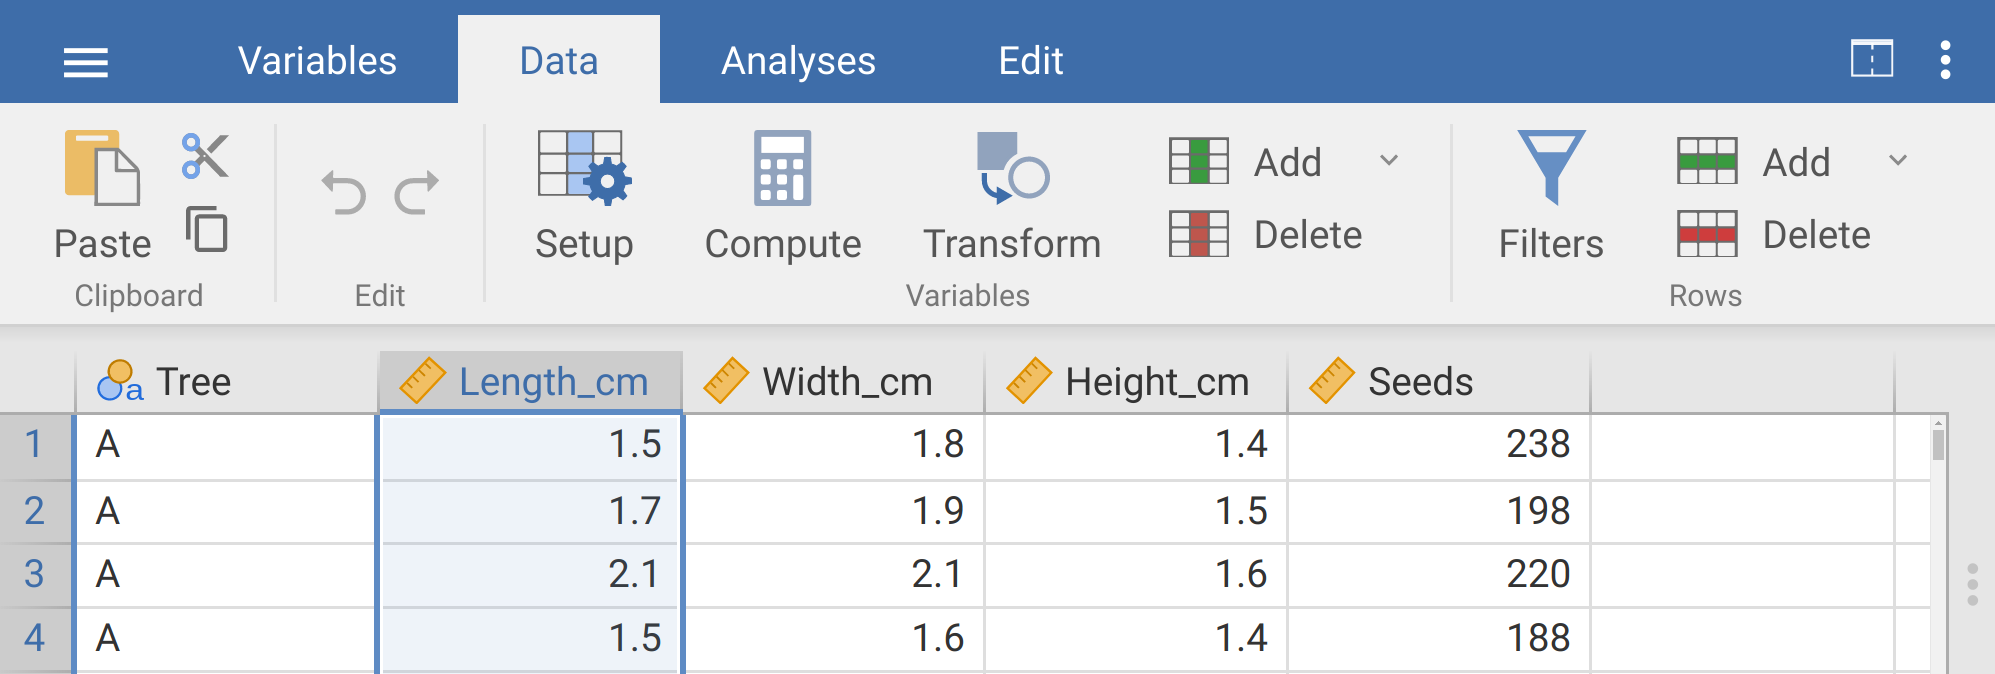 Variables Data Analyses Edit
Paste Setup Compute Transform Add Delete Filters Add Delete
Clipboard Edit Variables Rows
a Tree Length_cm Width_cm Height_cm Seeds
1 A 1.5 1.8 1.4 238
2 A 1.7 1.9 1.5 198
3 A 2.1 2.1 1.6 220
4 A 1.5 1.6 1.4 188